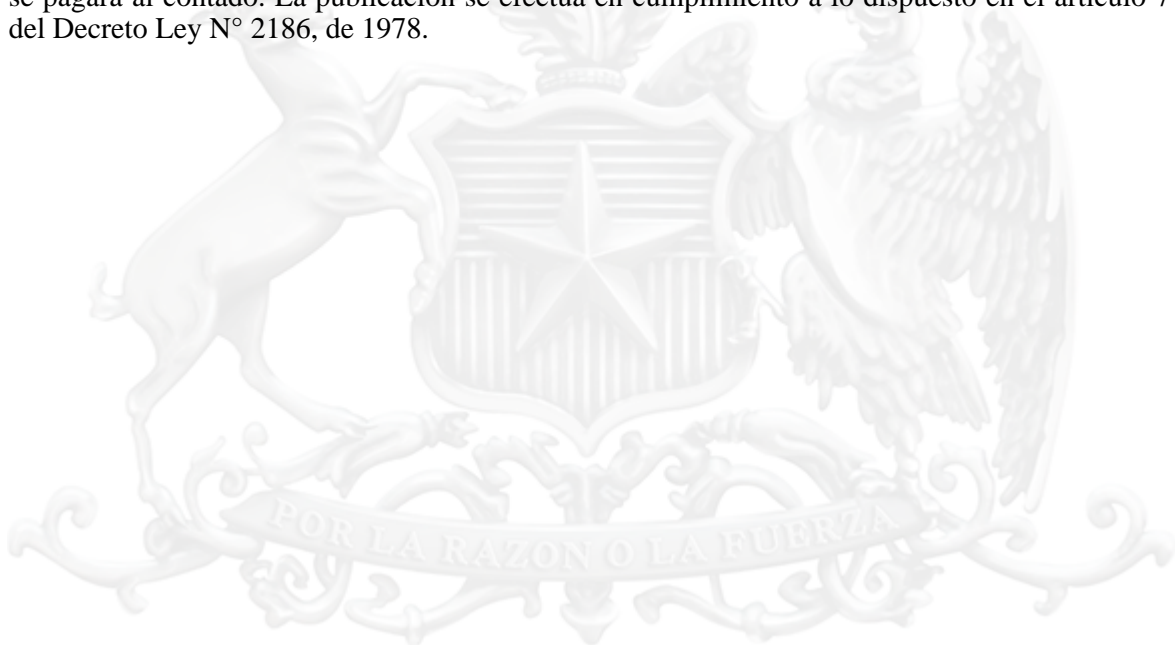 se pagará al contado. La publicación se efectúa en cumplimiento a lo dispuesto en el artículo 7
del Decreto Ley N° 2186, de 1978.
POR LA RAZON O LA FUERZA